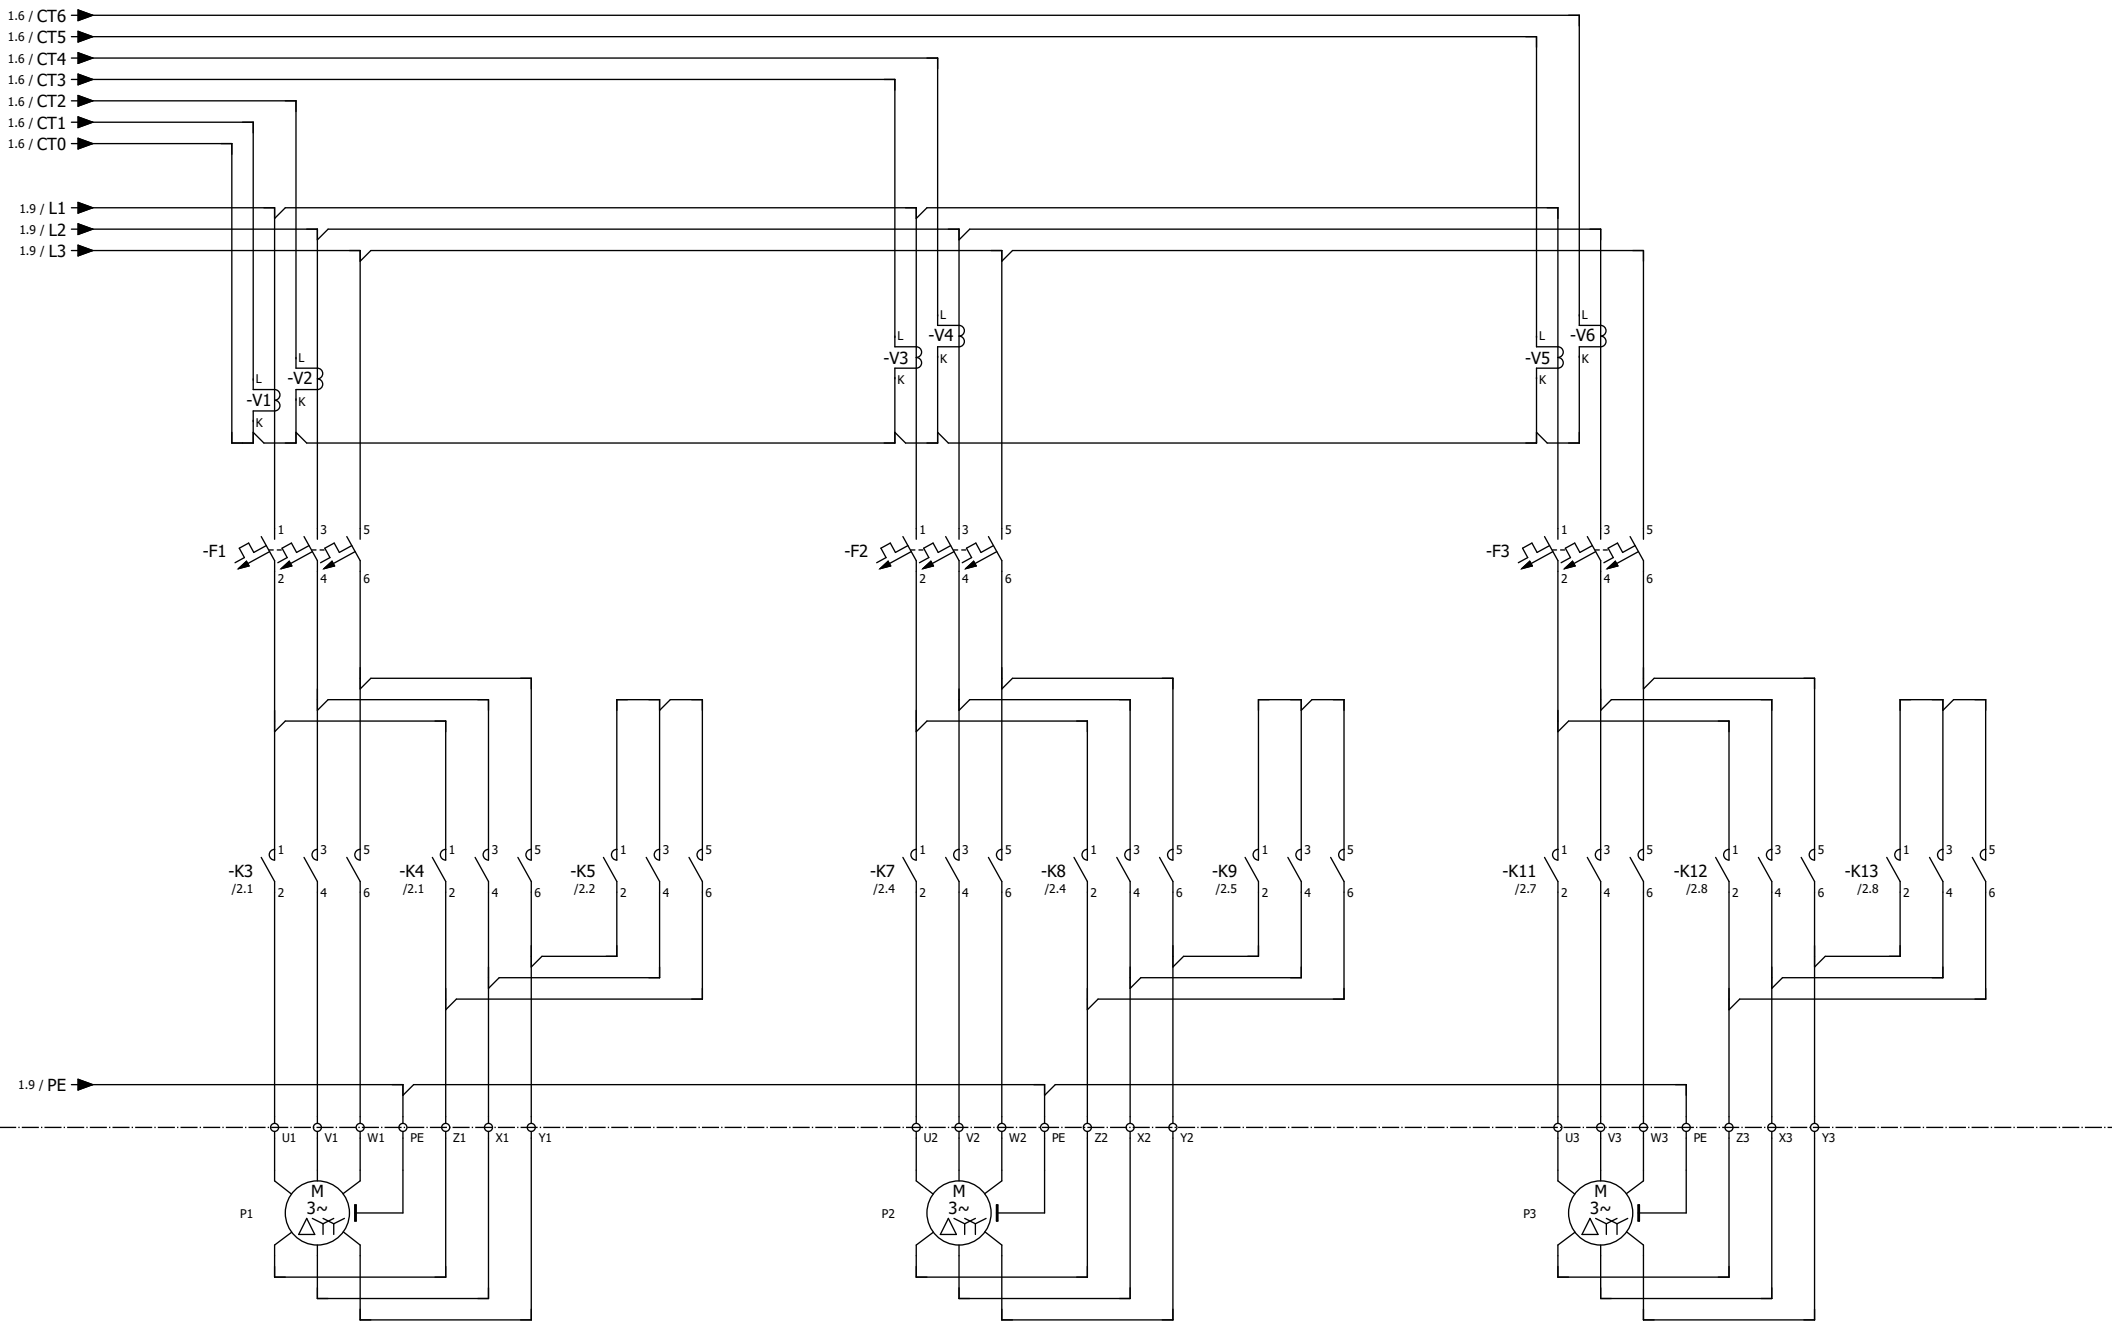 1.6 / CT6
1.6 / CT5
1.6 / CT4
1.6 / CT3
1.6 / CT2
1.6 / CT1
1.6 / CT0
1.9 / L1
1.9 / L2
1.9 / L3
L L
-V4 -V6
L L
-V3 K -V5 K
L
-V2 K K
L
-V1 K
K
1 3 5 1 3 5 1 3 5
-F1 -F2 -F3
2 4 6 2 4 6 2 4 6
1 3 5 1 3 5 1 3 5 1 3 5 1 3 5 1 3 5 1 3 5 1 3 5 1 3 5
-K3 -K4 -K5 -K7 -K8 -K9 -K11 -K12 -K13
/2.1 /2.1 /2.2 /2.4 /2.4 /2.5 /2.7 /2.8 /2.8
2 4 6 2 4 6 2 4 6 2 4 6 2 4 6 2 4 6 2 4 6 2 4 6 2 4 6
1.9 / PE
U1 V1 W1 PE Z1 X1 Y1 U2 V2 W2 PE Z2 X2 Y2 U3 V3 W3 PE Z3 X3 Y3
M M M
P1 3~ P2 3~ P3 3~